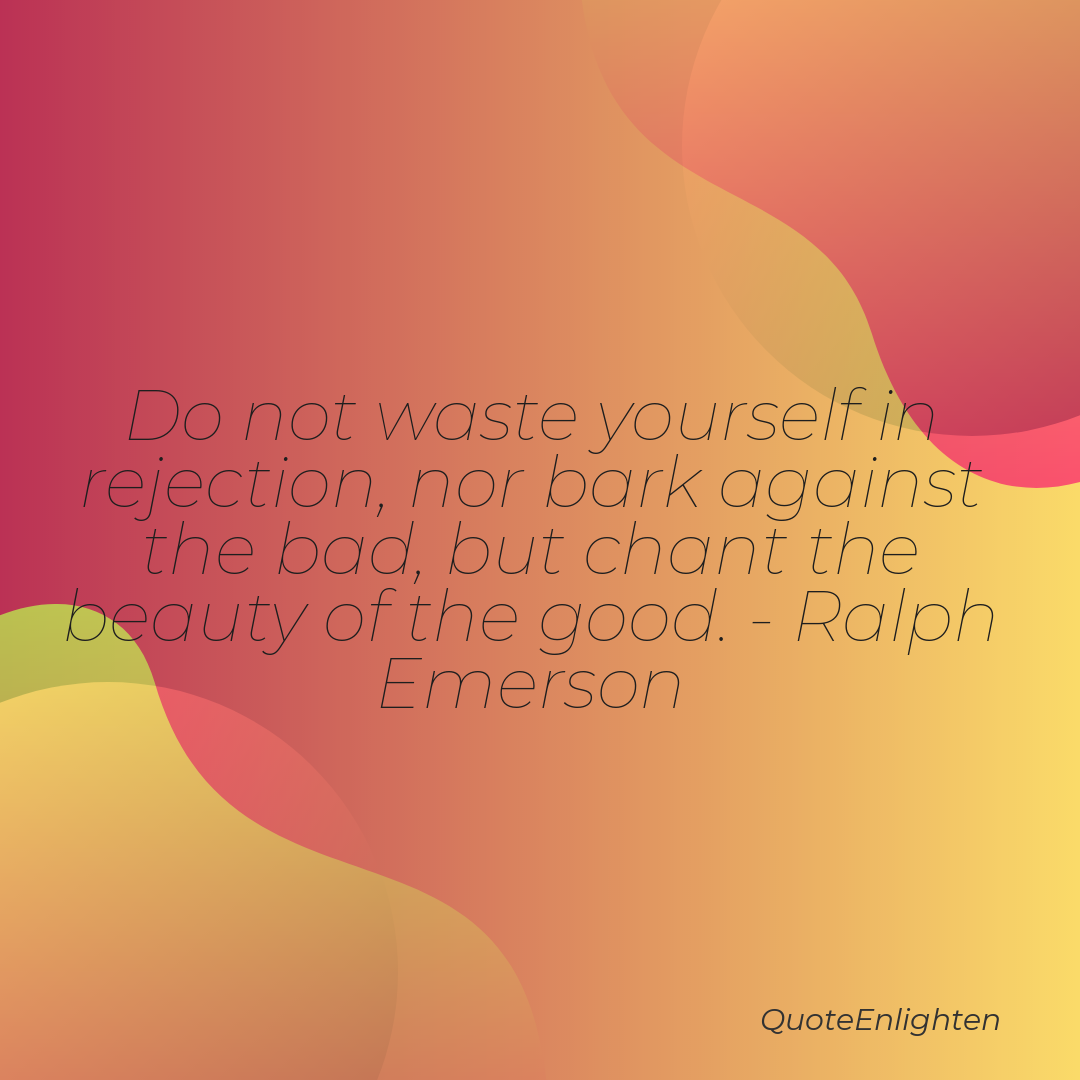 Do not waste yourself in
rejection, nor bark against
the bad, but chant the
beauty of the good. - Ralph
Emerson
QuoteEnlighten